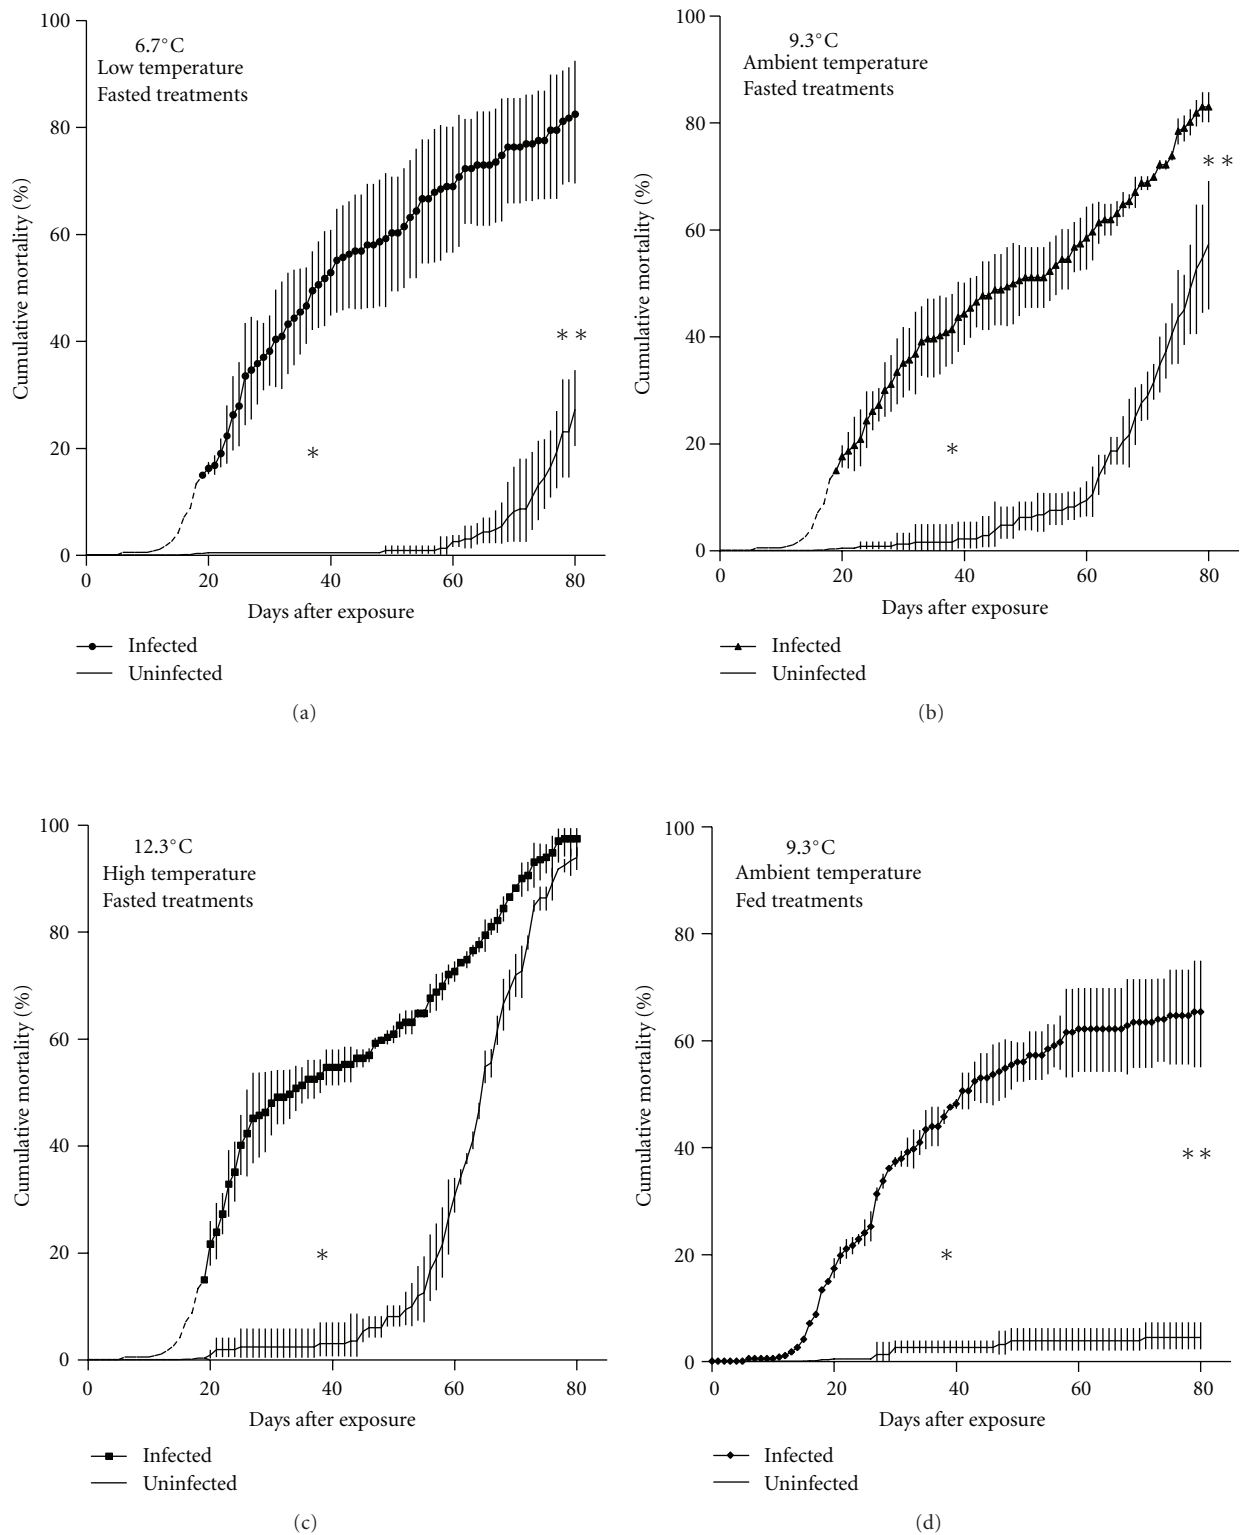 6.7°C
Low temperature
Fasted treatments
100
80
60
40
20
0
Cumulative mortality (%)
**
*
0 20 40 60 80
Days after exposure
Infected
Uninfected
(a)
9.3°C
Ambient temperature
Fasted treatments
100
80
60
40
20
0
Cumulative mortality (%)
**
*
0 20 40 60 80
Days after exposure
Infected
Uninfected
(b)
12.3°C
High temperature
Fasted treatments
100
80
60
40
20
0
Cumulative mortality (%)
*
0 20 40 60 80
Days after exposure
Infected
Uninfected
(c)
9.3°C
Ambient temperature
Fed treatments
100
80
60
40
20
0
Cumulative mortality (%)
**
*
0 20 40 60 80
Days after exposure
Infected
Uninfected
(d)